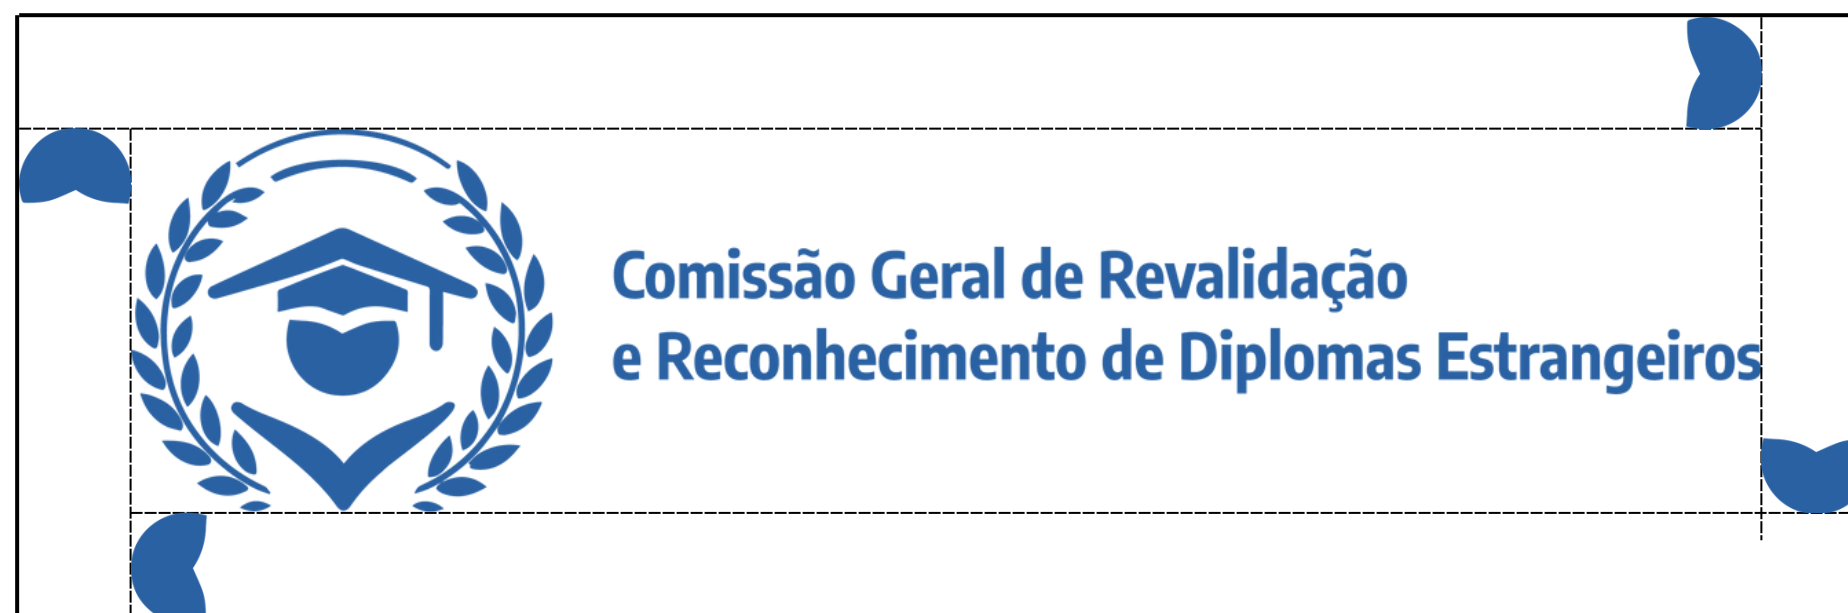 Comissão Geral de Revalidação
e Reconhecimento de Diplomas Estrangeiros